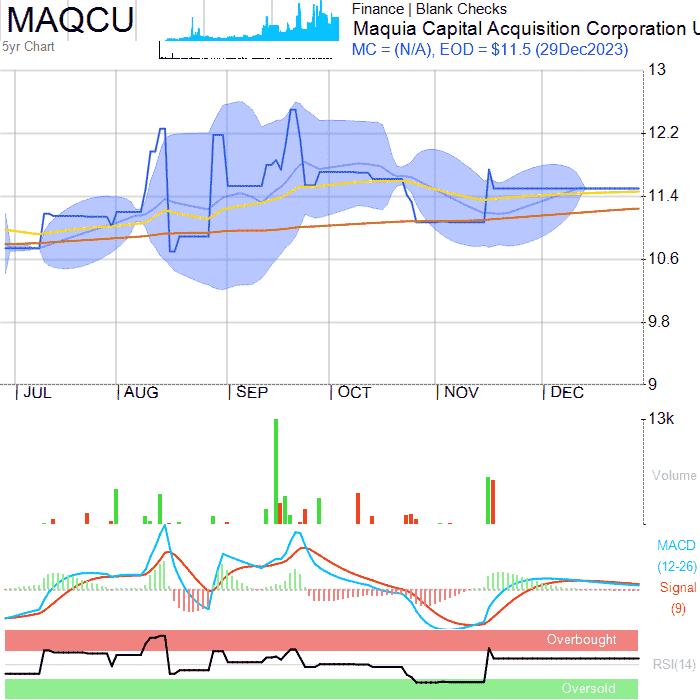 MAQCU
Finance | Blank Checks
Maquia Capital Acquisition Corporation U
5yr Chart
MC = (N/A), EOD = $11.5 (29Dec2023)
13
12.2
11.4
10.6
9.8
9
JUL AUG SEP OCT NOV DEC
13k
Volume
MACD
(12-26)
Signal
(9)
Overbought
RSI(14)
Oversold